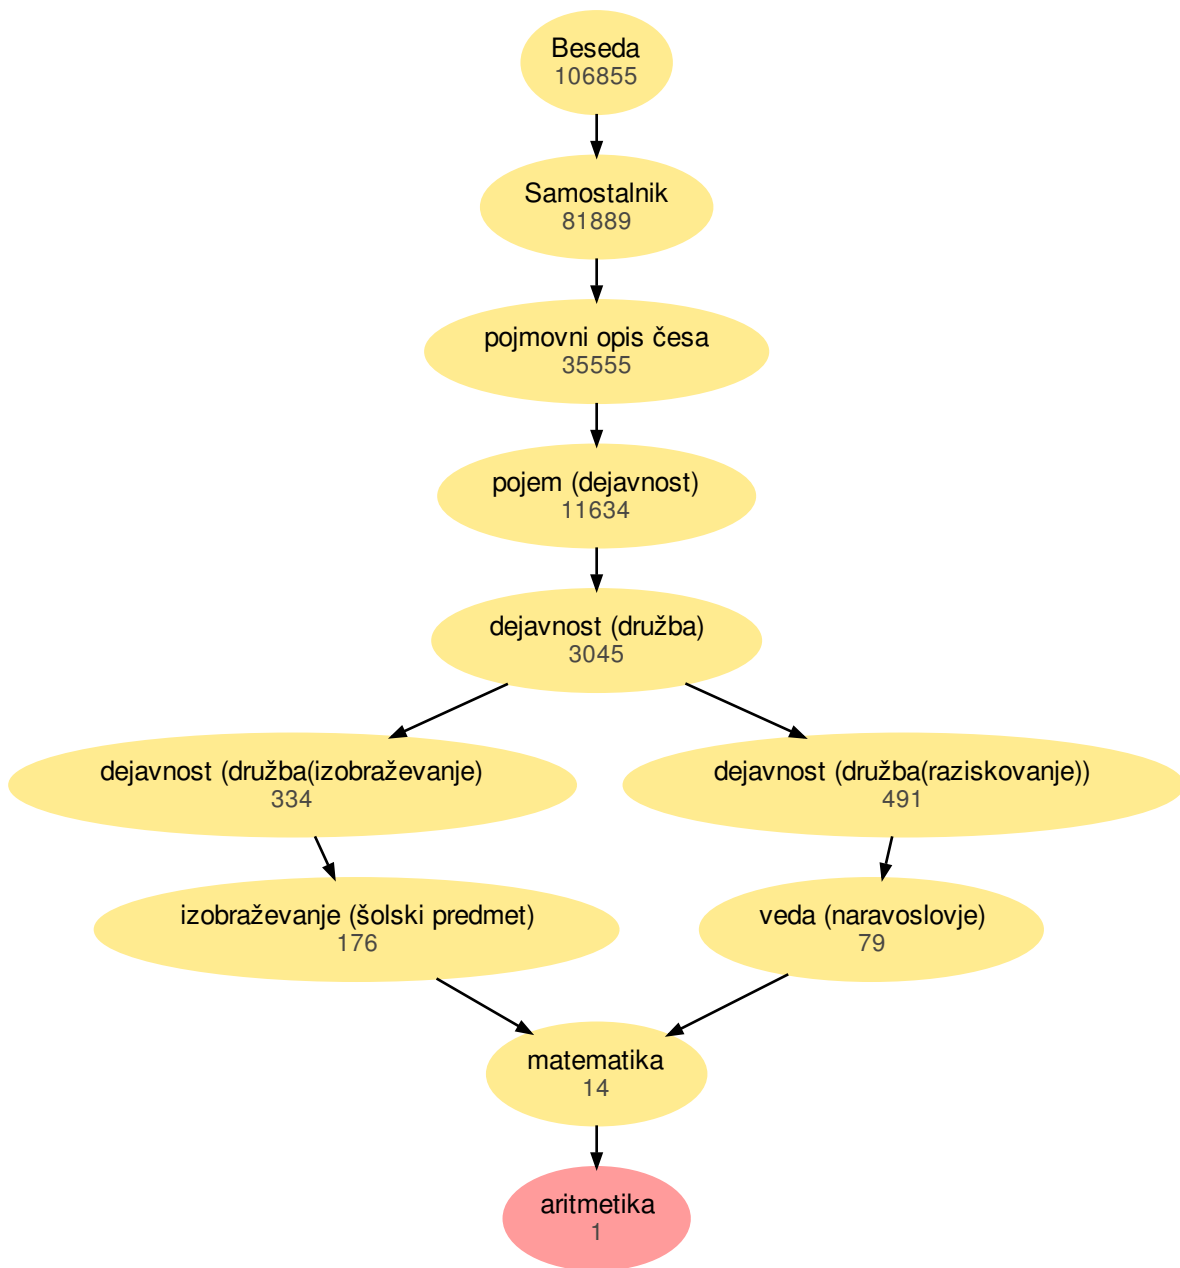 Beseda
106855
Samostalnik
81889
pojmovni opis česa
35555
pojem (dejavnost)
11634
dejavnost (družba)
3045
dejavnost (družba(izobraževanje)
334
dejavnost (družba(raziskovanje))
491
izobraževanje (šolski predmet)
176
veda (naravoslovje)
79
matematika
14
aritmetika
1